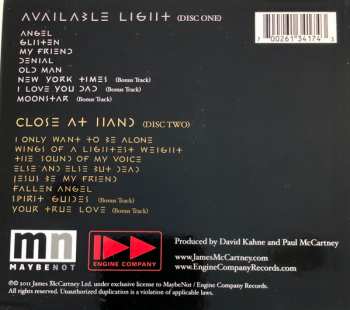 AVAILABLE LIGHT (DISC ONE)
ANGEL
GLISTEN
MY FRIEND
DENIAL
OLD MAN
NEW YORK TIMES (Bonus Track)
I LOVE YOU DAD (Bonus Track)
MOONSTAR (Bonus Track)
7 00261 34174 3
CLOSE AT HAND (DISC TWO)
I ONLY WANT TO BE ALONE
WINGS OF A LIGHTEST WEIGHT
THE SOUND OF MY VOICE
ELSE AND ELSE BUT DEAD
JESUS BE MY FRIEND
FALLEN ANGEL
SPIRIT GUIDES (Bonus Track)
YOUR TRUE LOVE (Bonus Track)
mn
MAYBENOT
ENGINE COMPANY
Produced by David Kahne and Paul McCartney
www.JamesMcCartney.com
www.EngineCompanyRecords.com
℗ © 2011 James McCartney Ltd. under exclusive license to MaybeNot / Engine Company Records.
All rights reserved. Unauthorized duplication is a violation of applicable laws.